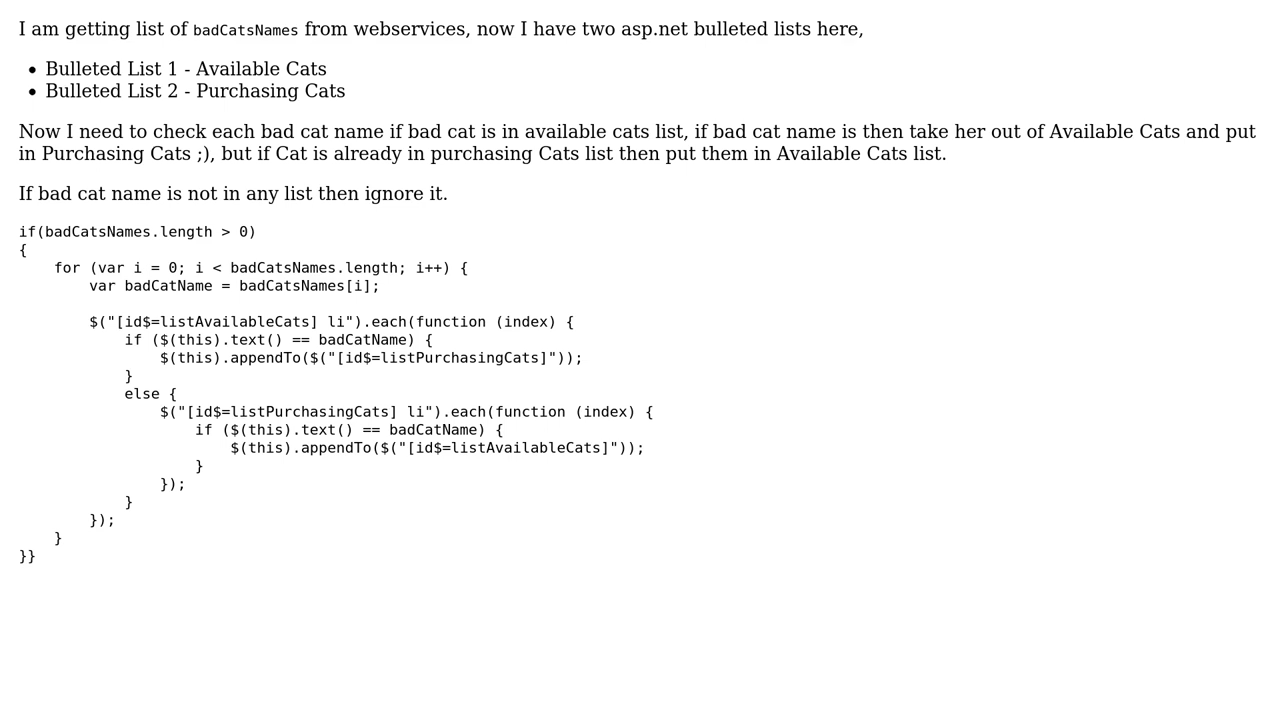 I am getting list of badCatsNames from webservices, now I have two asp.net bulleted lists here,
• Bulleted List 1 - Available Cats
• Bulleted List 2 - Purchasing Cats
Now I need to check each bad cat name if bad cat is in available cats list, if bad cat name is then take her out of Available Cats and put
in Purchasing Cats ;), but if Cat is already in purchasing Cats list then put them in Available Cats list.
If bad cat name is not in any list then ignore it.
if(badCatsNames.length > 0)
{
    for (var i = 0; i < badCatsNames.length; i++) {
        var badCatName = badCatsNames[i];

        $("[id$=listAvailableCats] li").each(function (index) {
            if ($(this).text() == badCatName) {
                $(this).appendTo($("[id$=listPurchasingCats]"));
            }
            else {
                $("[id$=listPurchasingCats] li").each(function (index) {
                    if ($(this).text() == badCatName) {
                        $(this).appendTo($("[id$=listAvailableCats]"));
                    }
                });
            }
        });
    }
}}